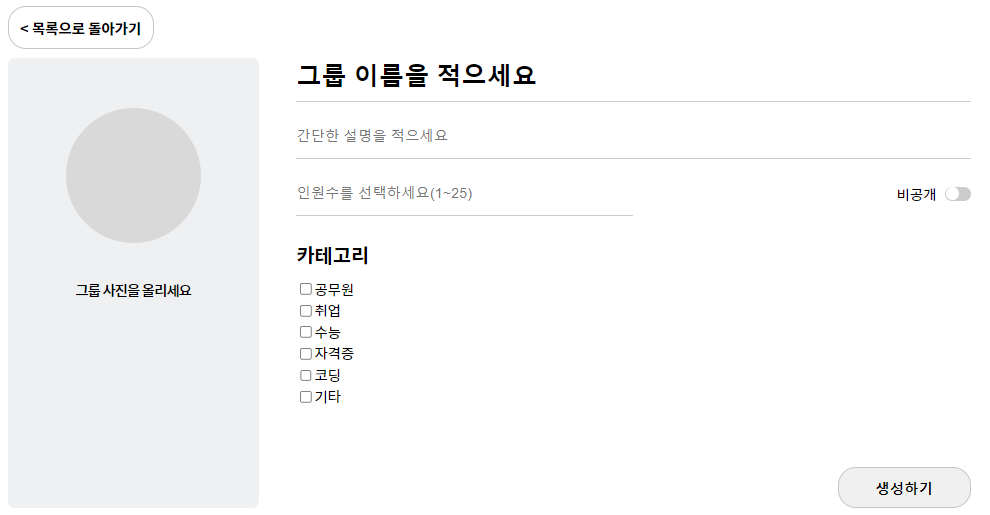 < 목록으로 돌아가기
그룹 사진을 올리세요
그룹 이름을 적으세요
간단한 설명을 적으세요
인원수를 선택하세요(1~25)
비공개
카테고리
공무원
취업
수능
자격증
코딩
기타
생성하기